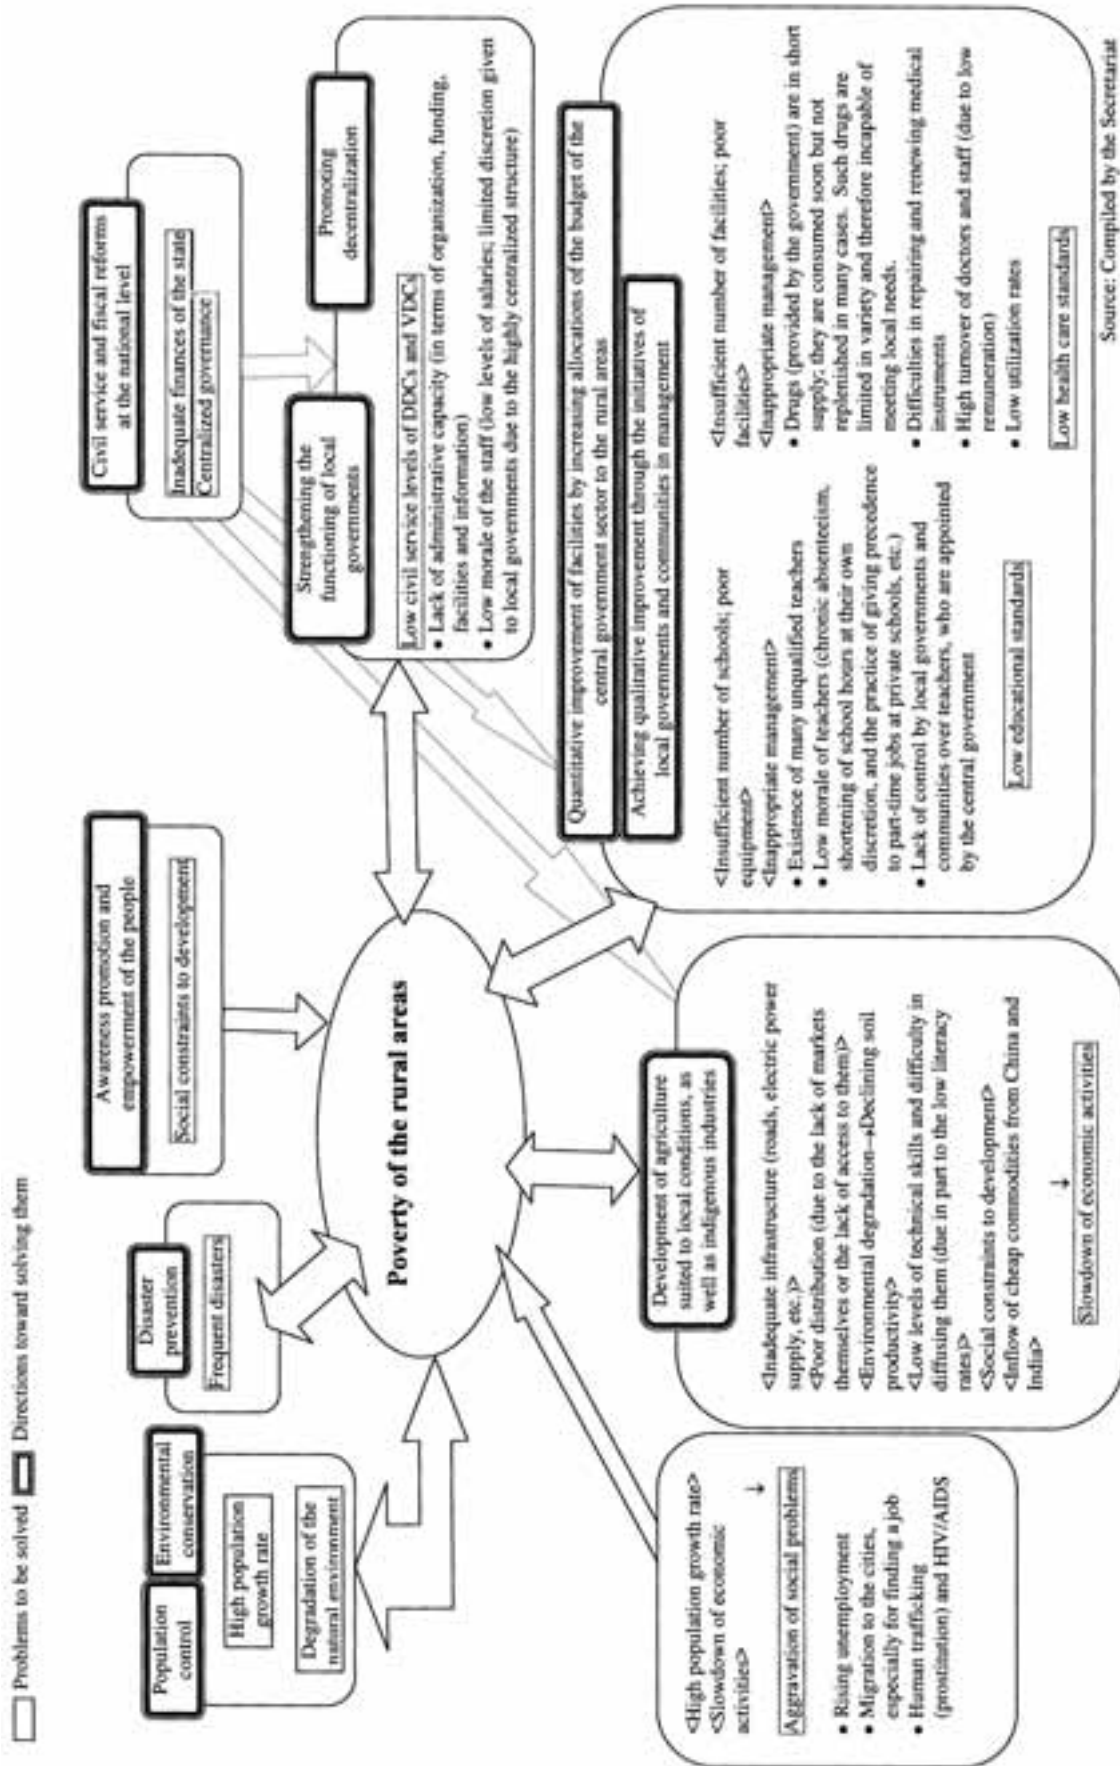 Problems to be solved
Directions toward solving them
Population
control
Environmental
conservation
High population
growth rate
Degradation of the
natural environment
Disaster
prevention
Frequent disasters
Awareness promotion and
empowerment of the people
Social constraints to development
Civil service and fiscal reforms
at the national level
Inadequate finances of the state
Centralized governance
Strengthening the
functioning of local
governments
Promoting
decentralization
Low civil service levels of DDCs and VDCs
• Lack of administrative capacity (in terms of organization, funding,
facilities and information)
• Low morale of the staff (low levels of salaries; limited discretion given
to local governments due to the highly centralized structure)
Poverty of the rural areas
<High population growth rate>
<Slowdown of economic
activities>
↓
Aggravation of social problems
• Rising unemployment
• Migration to the cities,
especially for finding a job
• Human trafficking
(prostitution) and HIV/AIDS
Development of agriculture
suited to local conditions, as
well as indigenous industries
<Inadequate infrastructure (roads, electric power
supply, etc.)>
<Poor distribution (due to the lack of markets
themselves or the lack of access to them)>
<Environmental degradation→Declining soil
productivity>
<Low levels of technical skills and difficulty in
diffusing them (due in part to the low literacy
rates)>
<Social constraints to development>
<Inflow of cheap commodities from China and
India>
↓
Slowdown of economic activities
Quantitative improvement of facilities by increasing allocations of the budget of the
central government sector to the rural areas
Achieving qualitative improvement through the initiatives of
local governments and communities in management
<Insufficient number of schools; poor
equipment>
<Inappropriate management>
• Existence of many unqualified teachers
• Low morale of teachers (chronic absenteeism,
shortening of school hours at their own
discretion, and the practice of giving precedence
to part-time jobs at private schools, etc.)
• Lack of control by local governments and
communities over teachers, who are appointed
by the central government
Low educational standards
<Insufficient number of facilities; poor
facilities>
<Inappropriate management>
• Drugs (provided by the government) are in short
supply; they are consumed soon but not
replenished in many cases. Such drugs are
limited in variety and therefore incapable of
meeting local needs.
• Difficulties in repairing and renewing medical
instruments
• High turnover of doctors and staff (due to low
remuneration)
• Low utilization rates
Low health care standards
Source: Compiled by the Secretariat